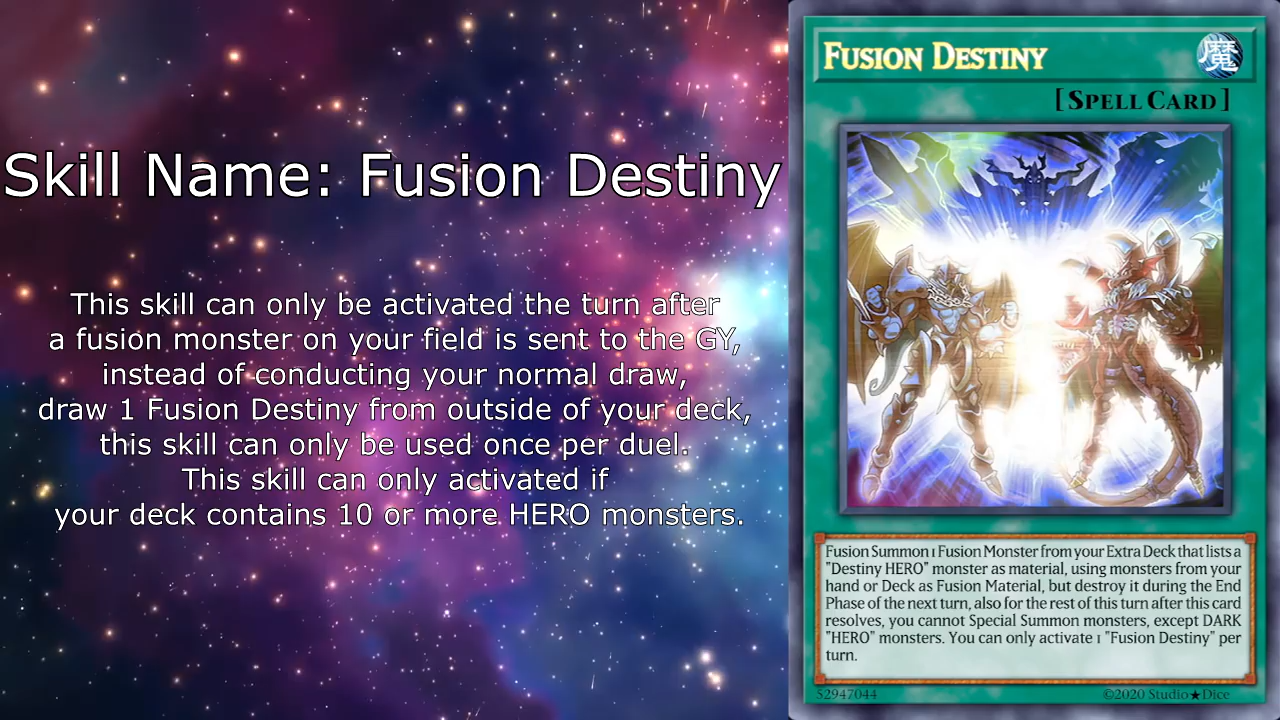 Skill Name: Fusion Destiny
This skill can only be activated the turn after
a fusion monster on your field is sent to the GY,
instead of conducting your normal draw,
draw 1 Fusion Destiny from outside of your deck,
this skill can only be used once per duel.
This skill can only activated if
your deck contains 10 or more HERO monsters.
FUSION DESTINY
魔
[SPELL CARD]
Fusion Summon 1 Fusion Monster from your Extra Deck that lists a
"Destiny HERO" monster as material, using monsters from your
hand or Deck as Fusion Material, but destroy it during the End
Phase of the next turn, also for the rest of this turn after this card
resolves, you cannot Special Summon monsters, except DARK
"HERO" monsters. You can only activate 1 "Fusion Destiny" per
turn.
52947044
©2020 Studio★Dice